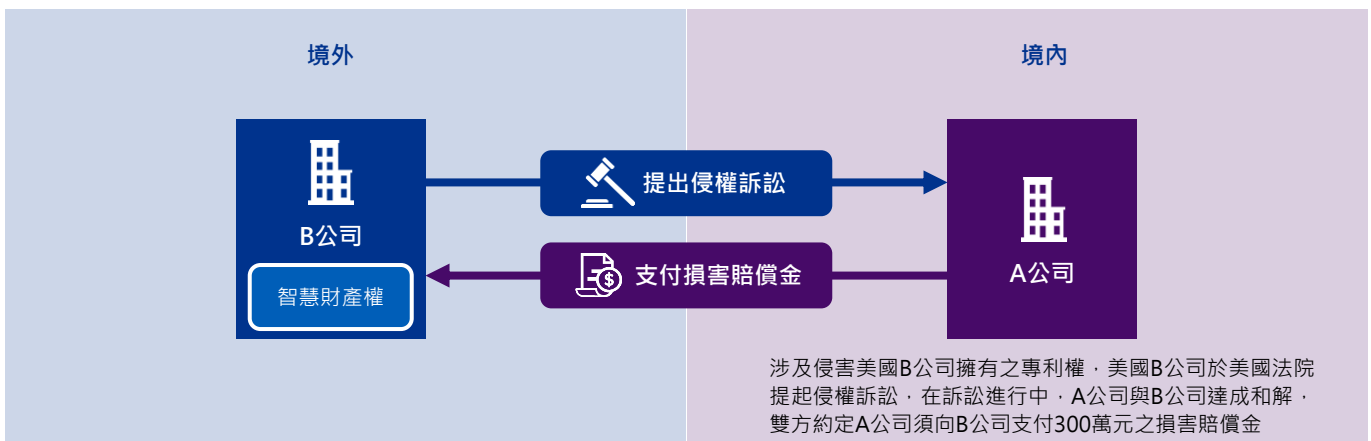 境外
境內
提出侵權訴訟
B公司
智慧財產權
支付損害賠償金
A公司
涉及侵害美國B公司擁有之專利權，美國B公司於美國法院
提起侵權訴訟，在訴訟進行中，A公司與B公司達成和解，
雙方約定A公司須向B公司支付300萬元之損害賠償金